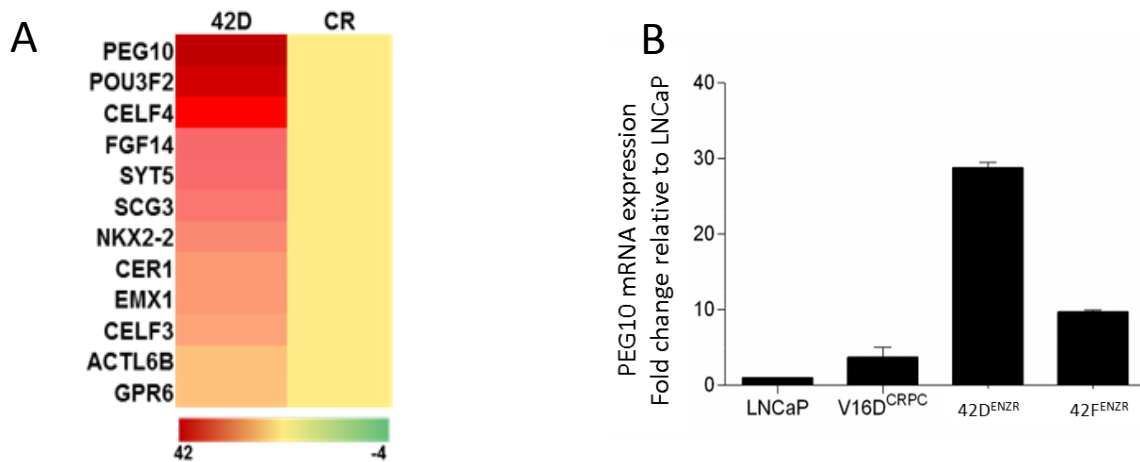 A
42D CR
PEG10
POU3F2
CELF4
FGF14
SYT5
SCG3
NKX2-2
CER1
EMX1
CELF3
ACTL6B
GPR6
42 -4
B
PEG10 mRNA expression
Fold change relative to LNCaP
40
30
20
10
0
LNCaP V16D^CRPC 42D^ENZR 42F^ENZR